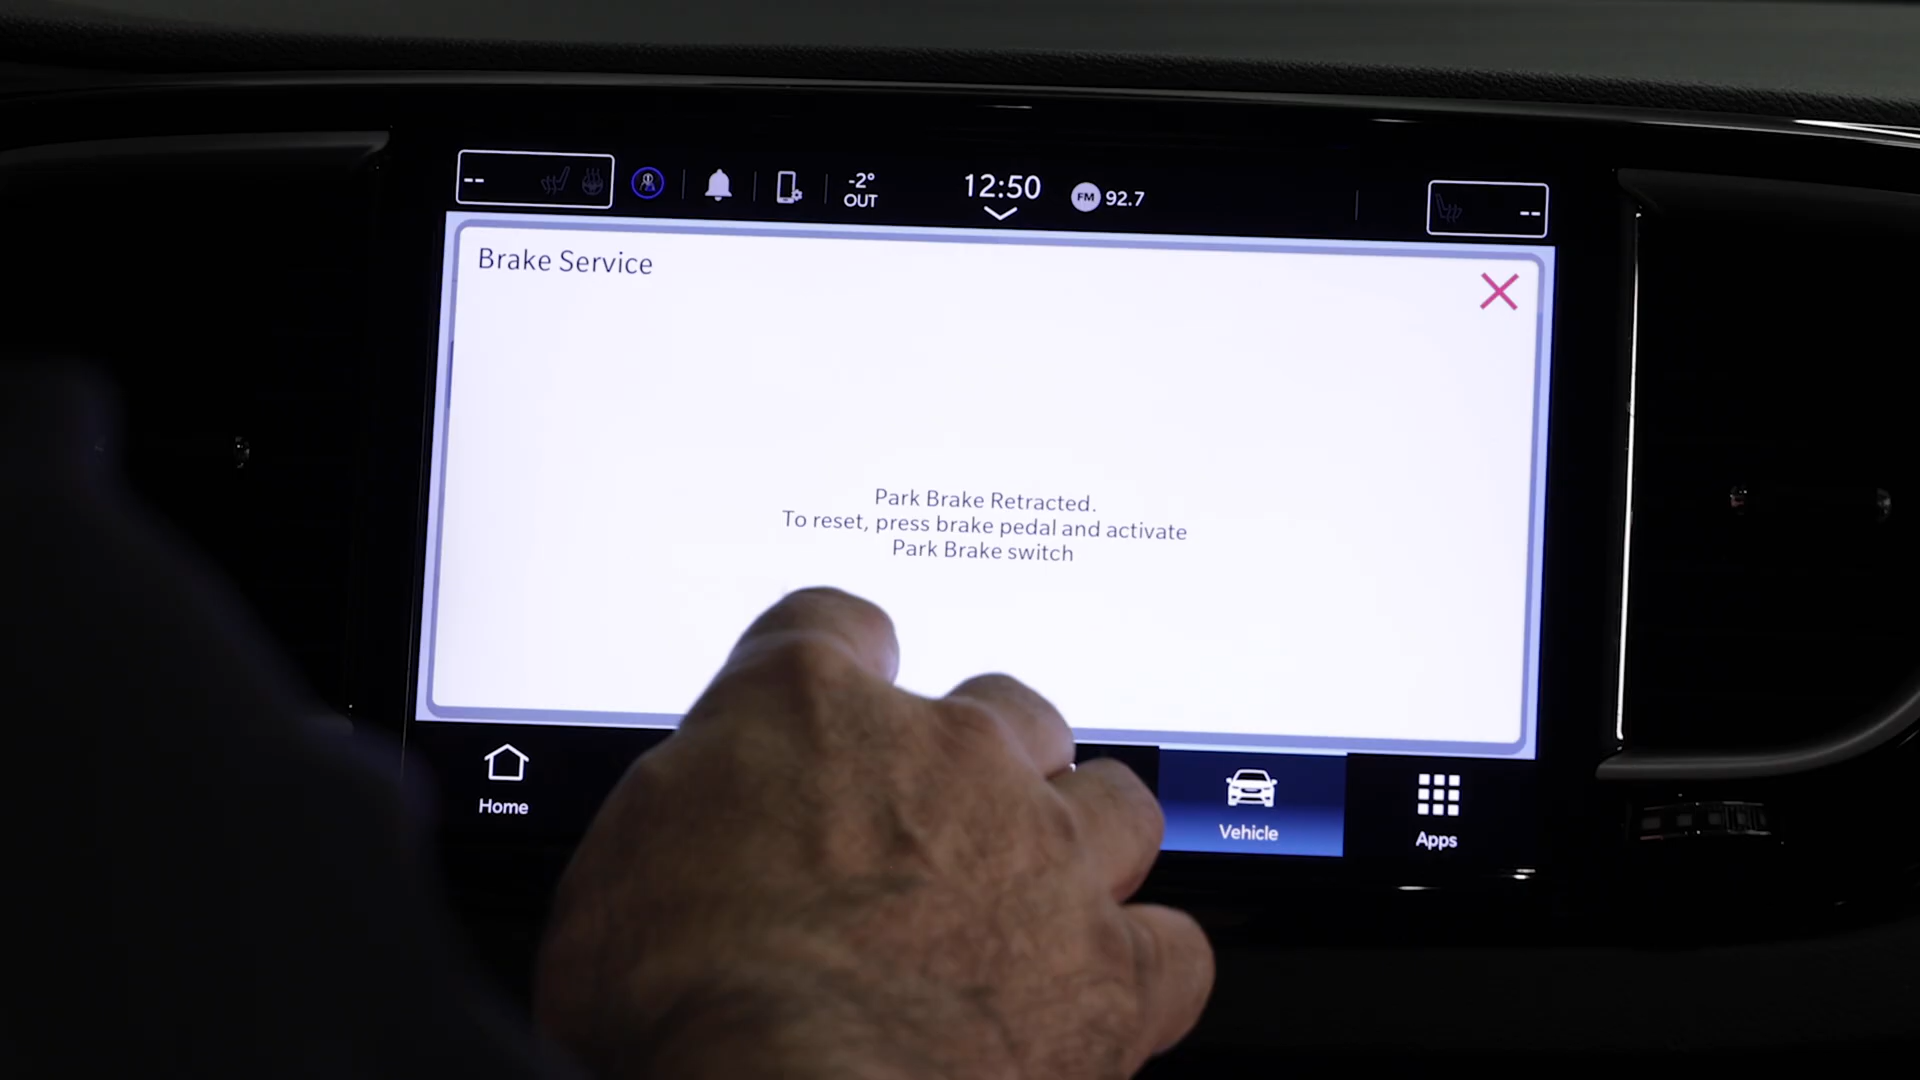 --
-2°
OUT
12:50
FM 92.7
--
Brake Service
Park Brake Retracted.
To reset, press brake pedal and activate
Park Brake switch
Home
Vehicle
Apps